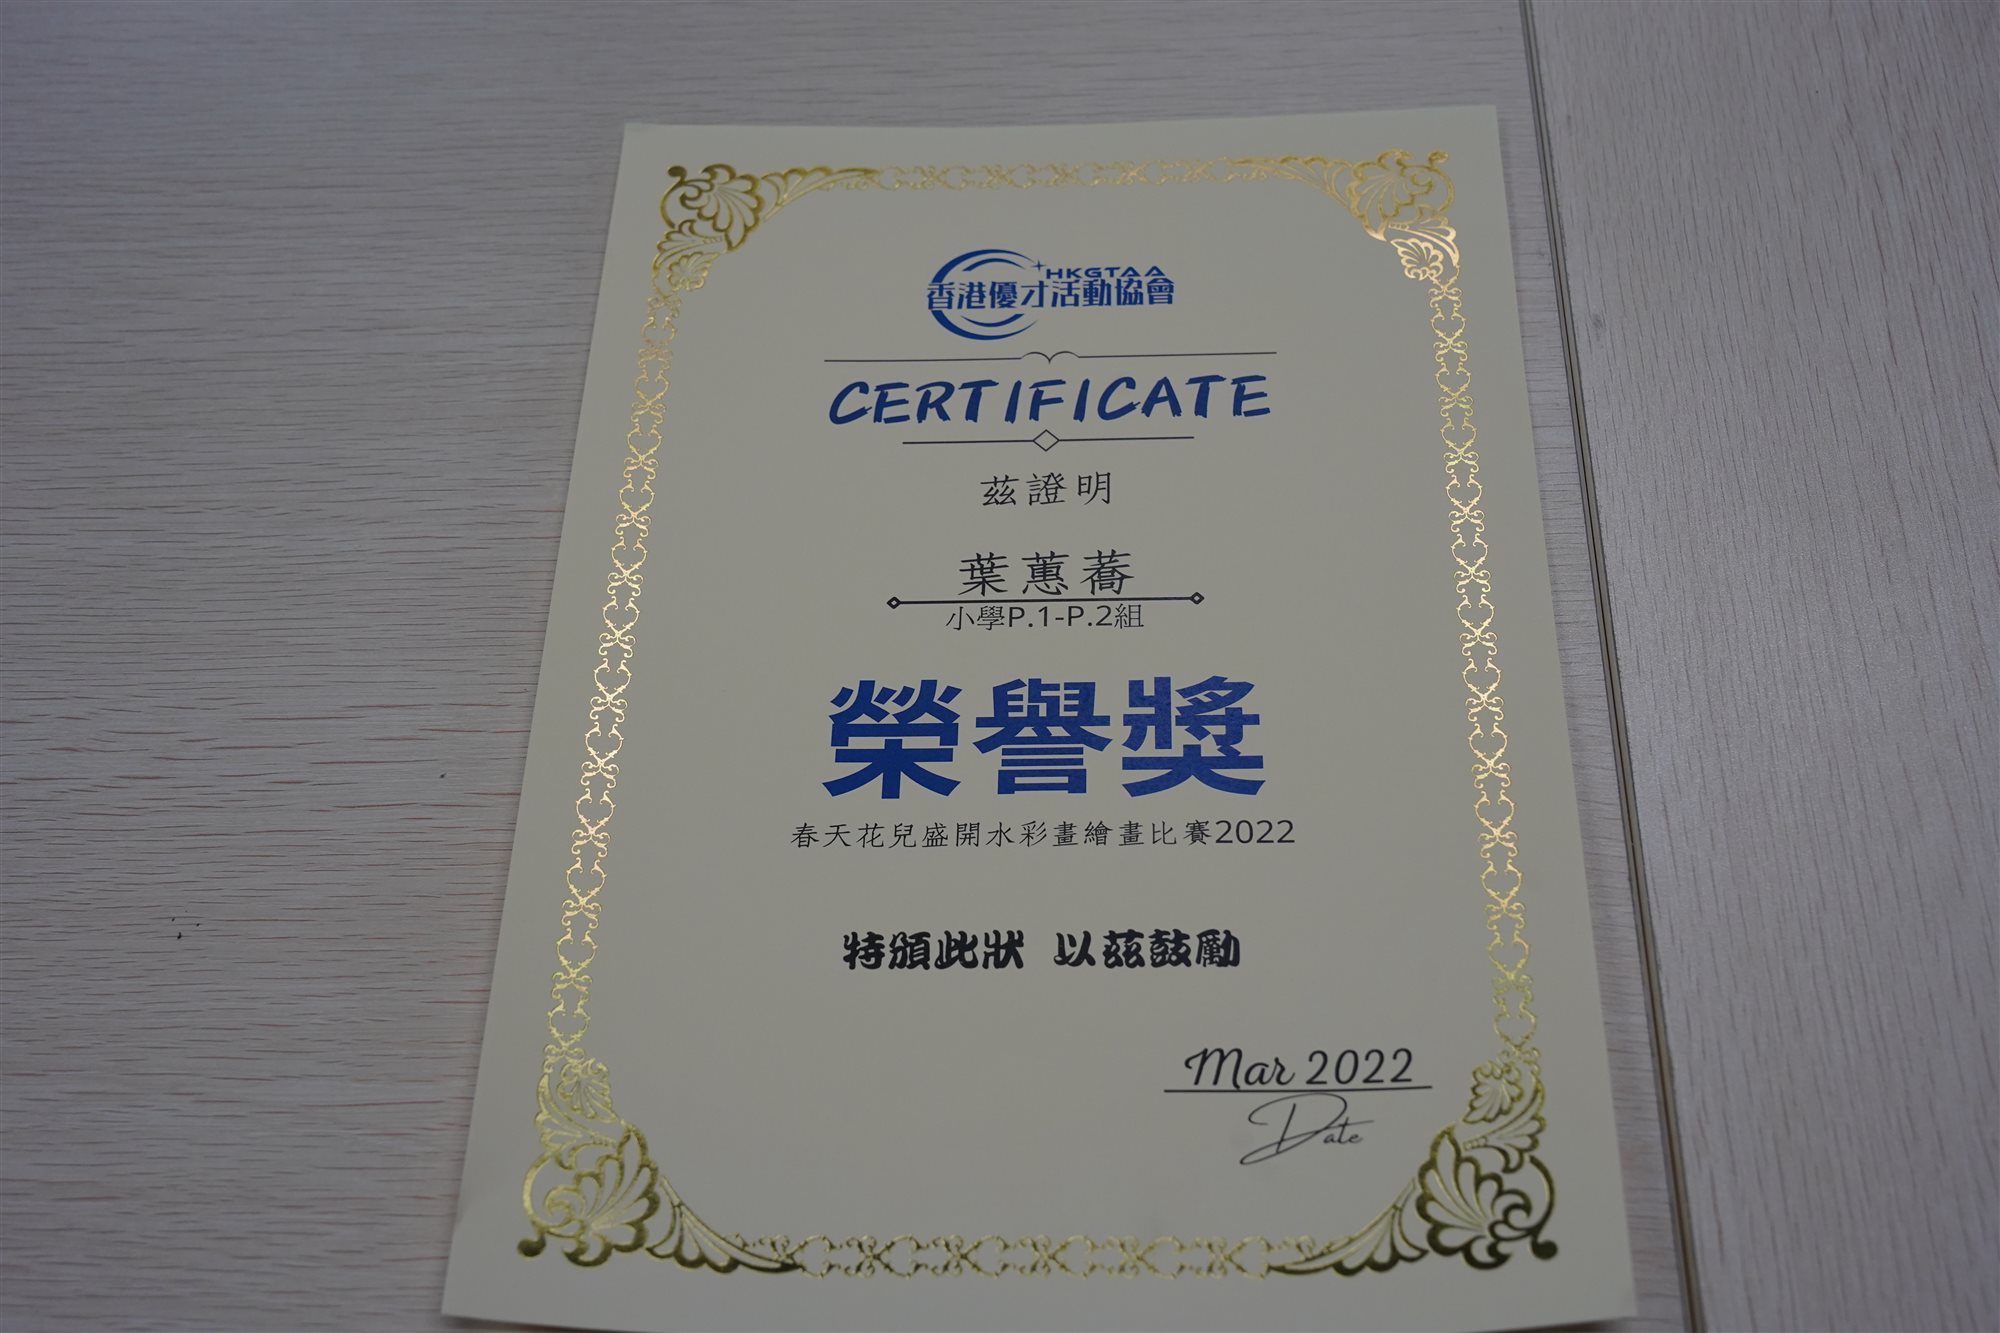 HKGTAA
香港優才活動協會
CERTIFICATE
茲證明
葉蕙蕎
小學P.1-P.2組
榮譽獎
春天花兒盛開水彩畫繪畫比賽2022
特頒此狀 以茲鼓勵
Mar 2022
Date